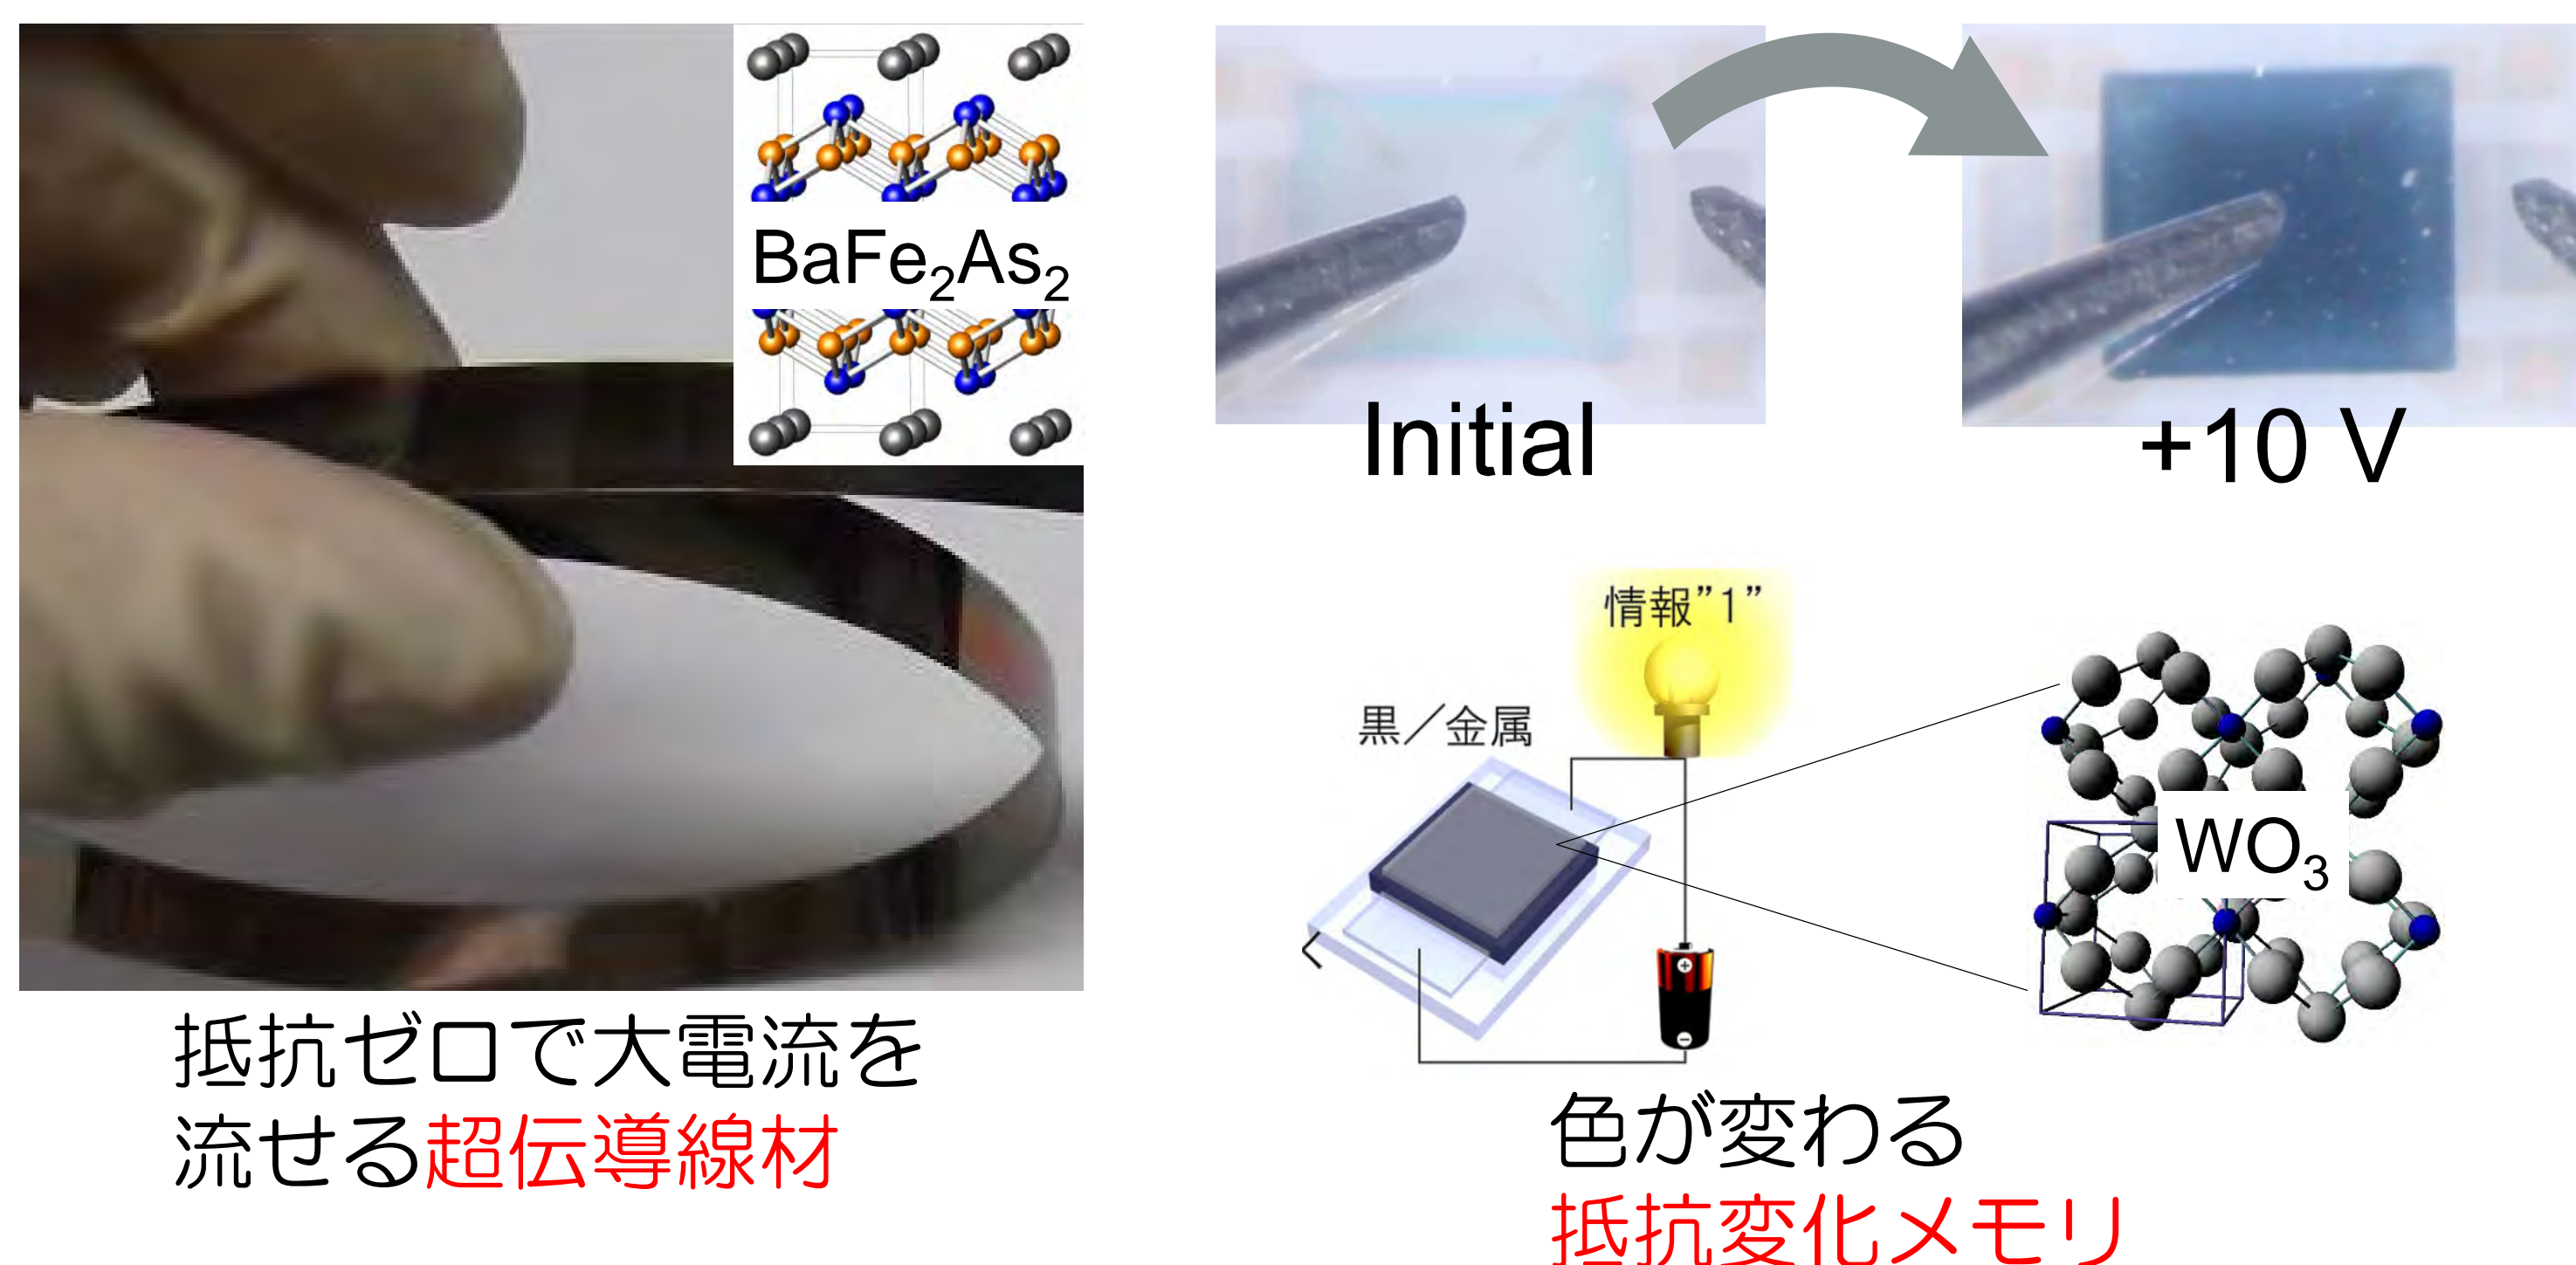 BaFe₂As₂
抵抗ゼロで大電流を
流せる超伝導線材
Initial
+10 V
情報”1”
黒／金属
WO₃
色が変わる
抵抗変化メモリ